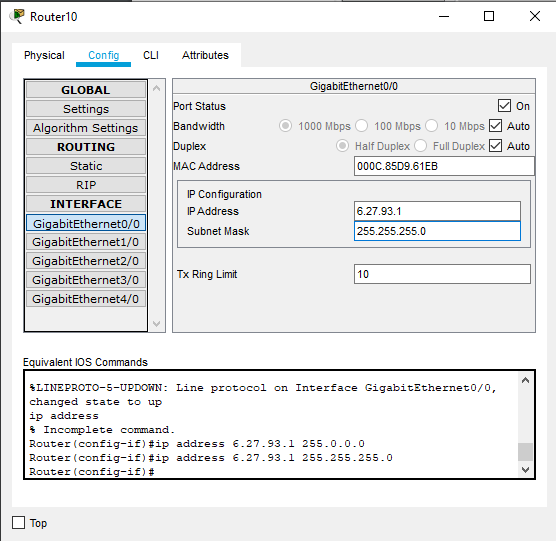 Router10
Physical Config CLI Attributes
GLOBAL
Settings
Algorithm Settings
ROUTING
Static
RIP
INTERFACE
GigabitEthernet0/0
GigabitEthernet1/0
GigabitEthernet2/0
GigabitEthernet3/0
GigabitEthernet4/0
GigabitEthernet0/0
Port Status On
Bandwidth 1000 Mbps 100 Mbps 10 Mbps Auto
Duplex Half Duplex Full Duplex Auto
MAC Address 000C.85D9.61EB
IP Configuration
IP Address 6.27.93.1
Subnet Mask 255.255.255.0
Tx Ring Limit 10
Equivalent IOS Commands
%LINEPROTO-5-UPDOWN: Line protocol on Interface GigabitEthernet0/0,
changed state to up
ip address
% Incomplete command.
Router(config-if)#ip address 6.27.93.1 255.0.0.0
Router(config-if)#ip address 6.27.93.1 255.255.255.0
Router(config-if)#
Top